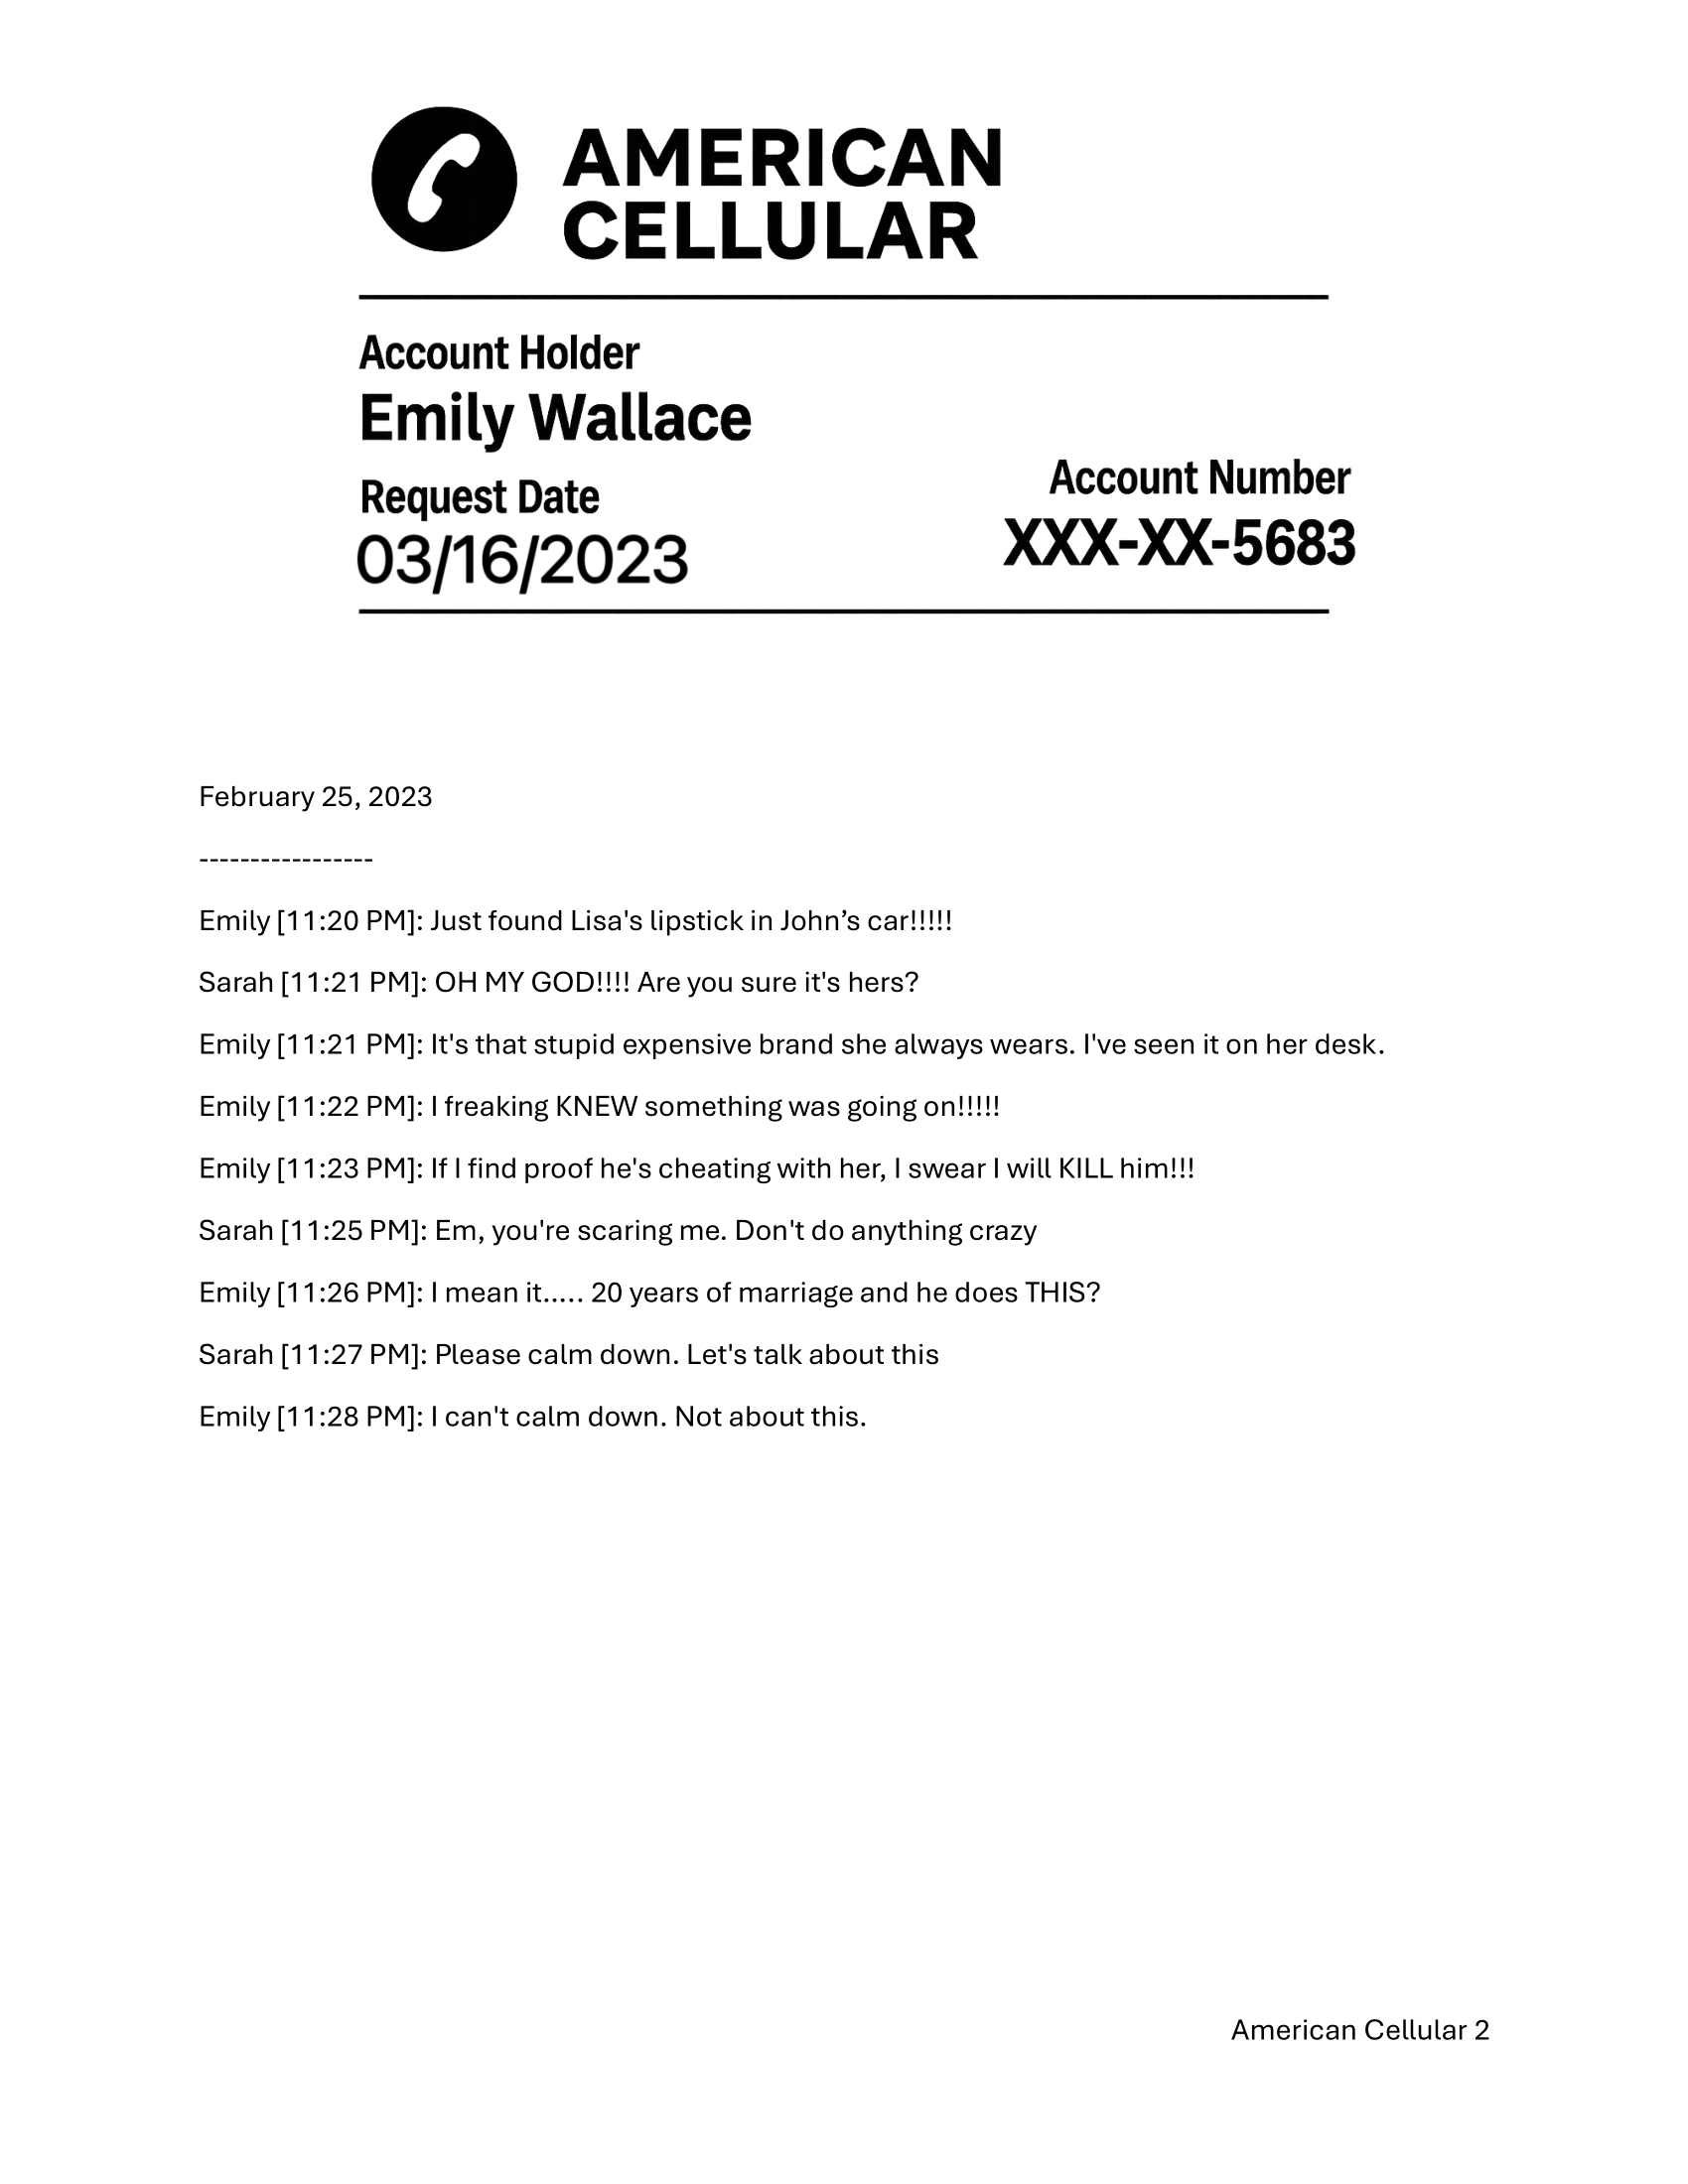 AMERICAN
CELLULAR
Account Holder
Emily Wallace
Request Date
03/16/2023
Account Number
XXX-XX-5683
February 25, 2023
-----------------
Emily [11:20 PM]: Just found Lisa's lipstick in John’s car!!!!!
Sarah [11:21 PM]: OH MY GOD!!!! Are you sure it's hers?
Emily [11:21 PM]: It's that stupid expensive brand she always wears. I've seen it on her desk.
Emily [11:22 PM]: I freaking KNEW something was going on!!!!!
Emily [11:23 PM]: If I find proof he's cheating with her, I swear I will KILL him!!!
Sarah [11:25 PM]: Em, you're scaring me. Don't do anything crazy
Emily [11:26 PM]: I mean it..... 20 years of marriage and he does THIS?
Sarah [11:27 PM]: Please calm down. Let's talk about this
Emily [11:28 PM]: I can't calm down. Not about this.
American Cellular 2